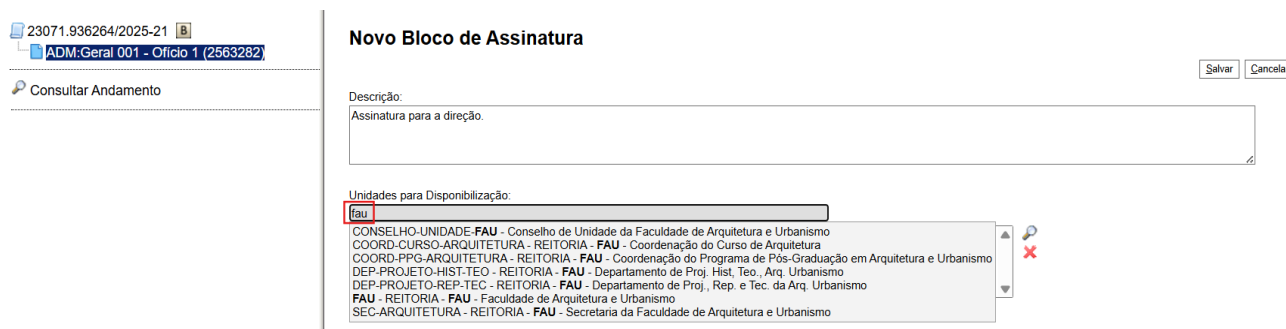 23071.936264/2025-21 B
ADM:Geral 001 - Ofício 1 (2563282)
Consultar Andamento
Novo Bloco de Assinatura
Salvar Cancela
Descrição:
Assinatura para a direção.
Unidades para Disponibilização:
fau
CONSELHO-UNIDADE-FAU - Conselho de Unidade da Faculdade de Arquitetura e Urbanismo
COORD-CURSO-ARQUITETURA - REITORIA - FAU - Coordenação do Curso de Arquitetura
COORD-PPG-ARQUITETURA - REITORIA - FAU - Coordenação do Programa de Pós-Graduação em Arquitetura e Urbanismo
DEP-PROJETO-HIST-TEO - REITORIA - FAU - Departamento de Proj. Hist, Teo., Arq. Urbanismo
DEP-PROJETO-REP-TEC - REITORIA - FAU - Departamento de Proj., Rep. e Tec. da Arq. Urbanismo
FAU - REITORIA - FAU - Faculdade de Arquitetura e Urbanismo
SEC-ARQUITETURA - REITORIA - FAU - Secretaria da Faculdade de Arquitetura e Urbanismo